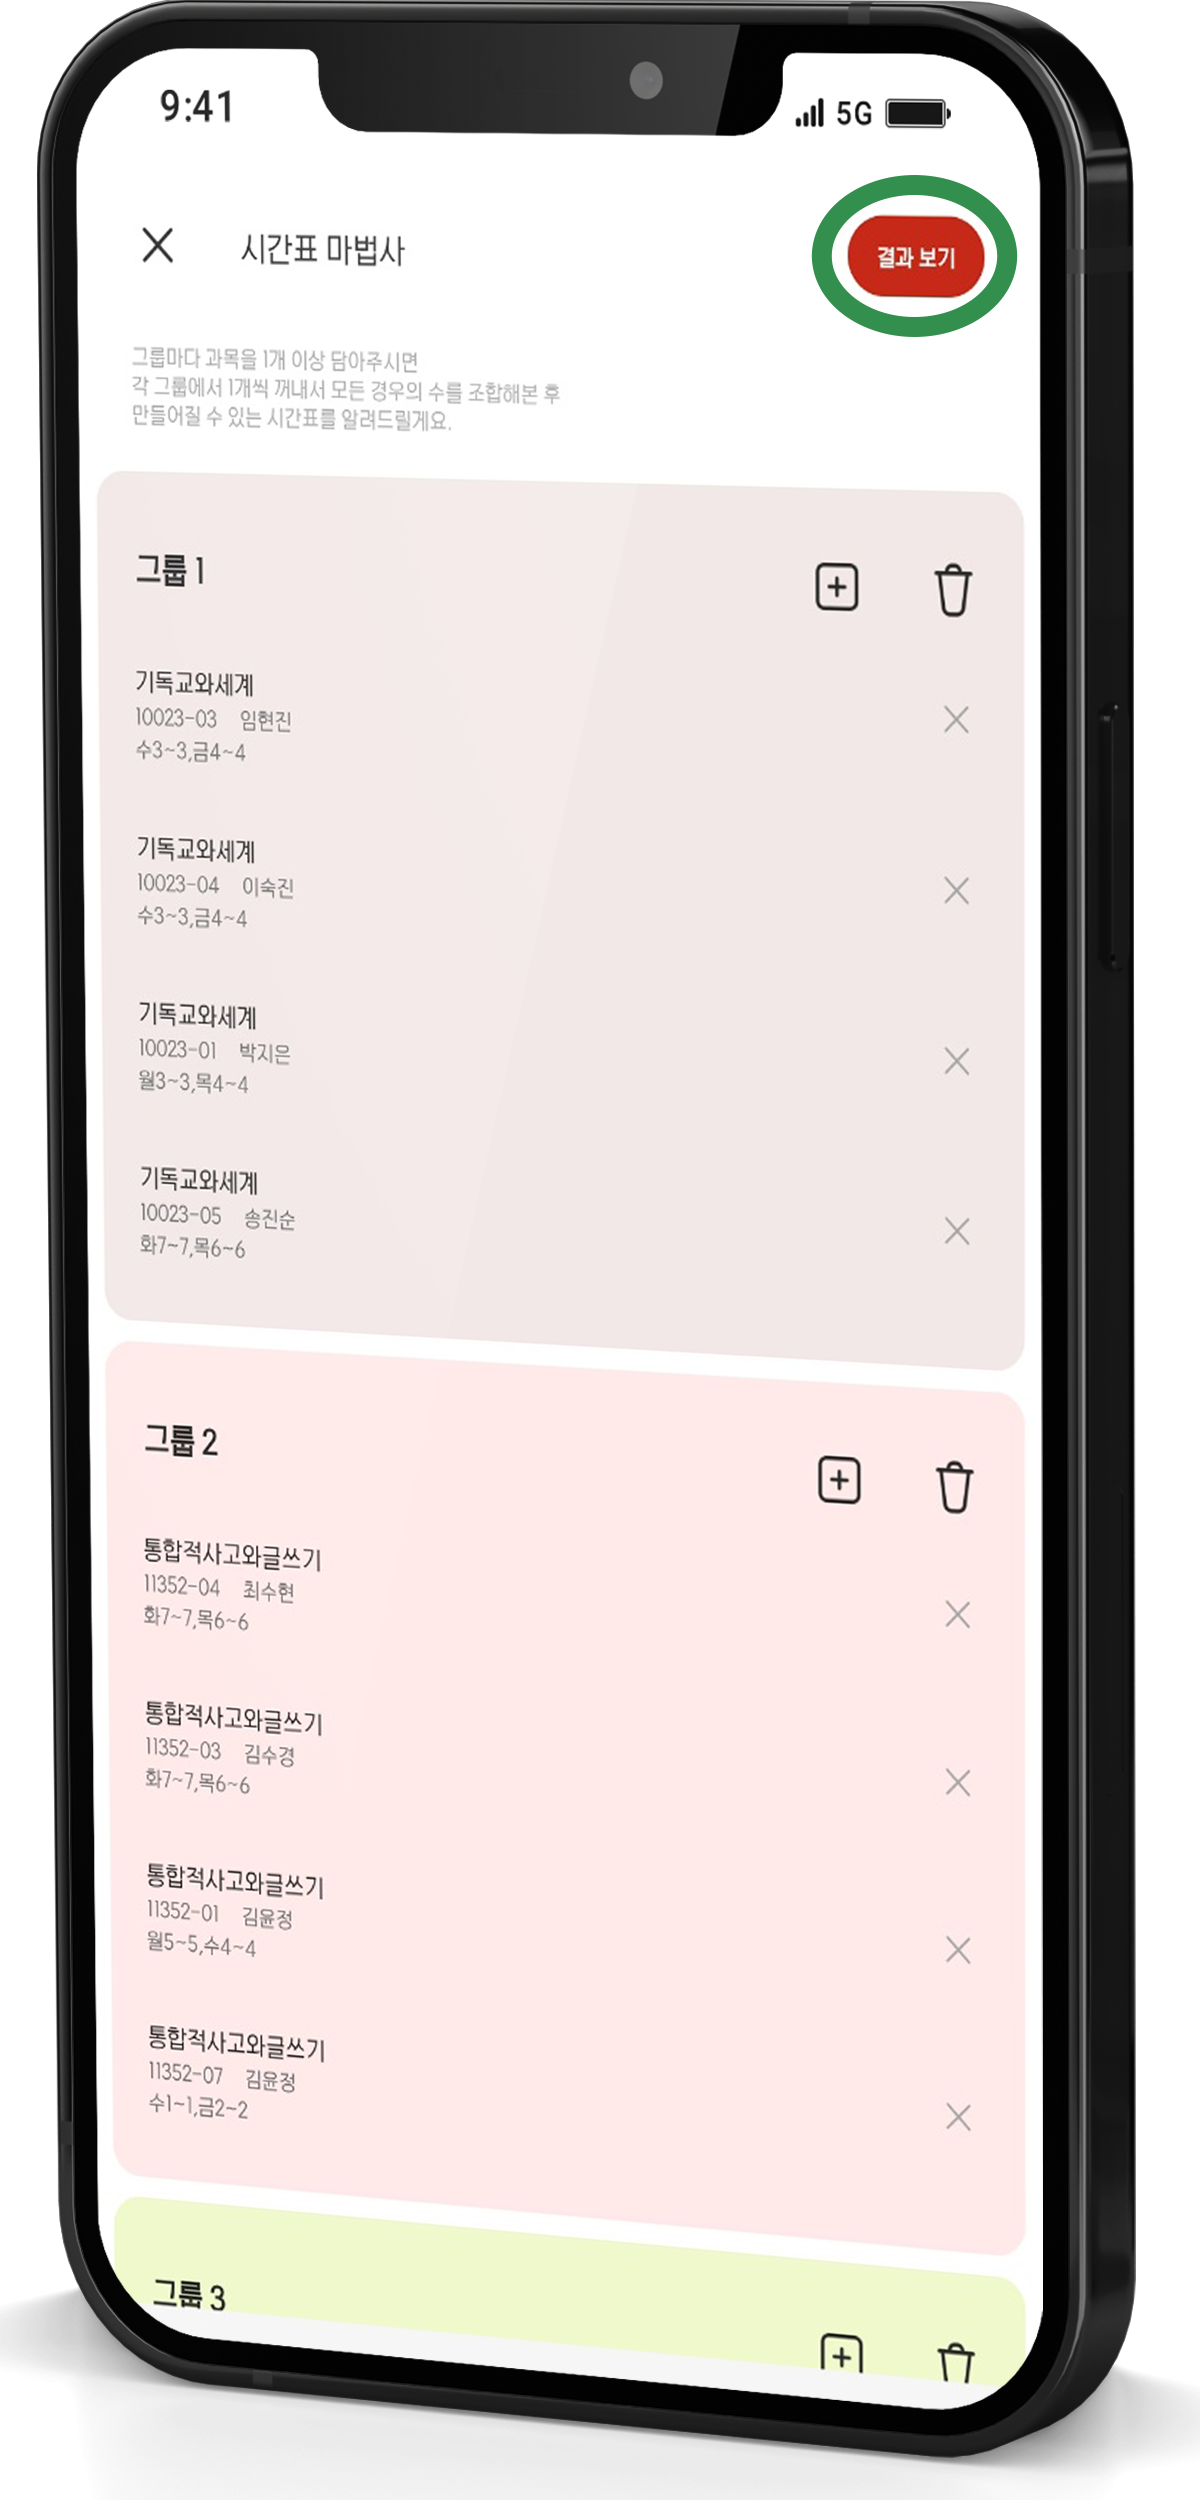 9:41
5G
시간표 마법사
결과 보기
그룹마다 과목을 1개 이상 담아주시면
각 그룹에서 1개씩 꺼내서 모든 경우의 수를 조합해본 후
만들어질 수 있는 시간표를 알려드릴게요.
그룹 1
기독교와세계
10023-03 임현진
수3~3,금4~4
기독교와세계
10023-04 이숙진
수3~3,금4~4
기독교와세계
10023-01 박지은
월3~3,목4~4
기독교와세계
10023-05 송진순
화7~7,목6~6
그룹 2
통합적사고와글쓰기
11352-04 최수현
화7~7,목6~6
통합적사고와글쓰기
11352-03 김수경
화7~7,목6~6
통합적사고와글쓰기
11352-01 김윤정
월5~5,수4~4
통합적사고와글쓰기
11352-07 김윤정
수1~1,금2~2
그룹 3